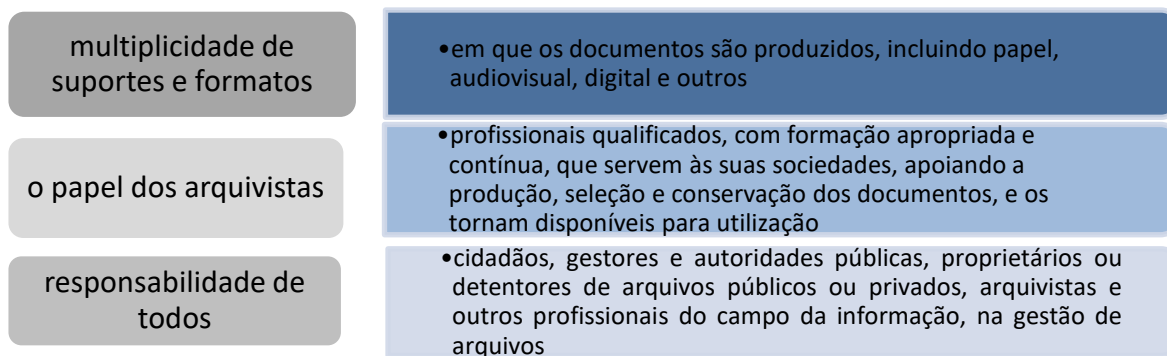 multiplicidade de
suportes e formatos
•em que os documentos são produzidos, incluindo papel,
audiovisual, digital e outros
o papel dos arquivistas
•profissionais qualificados, com formação apropriada e
contínua, que servem às suas sociedades, apoiando a
produção, seleção e conservação dos documentos, e os
tornam disponíveis para utilização
responsabilidade de
todos
•cidadãos, gestores e autoridades públicas, proprietários ou
detentores de arquivos públicos ou privados, arquivistas e
outros profissionais do campo da informação, na gestão de
arquivos